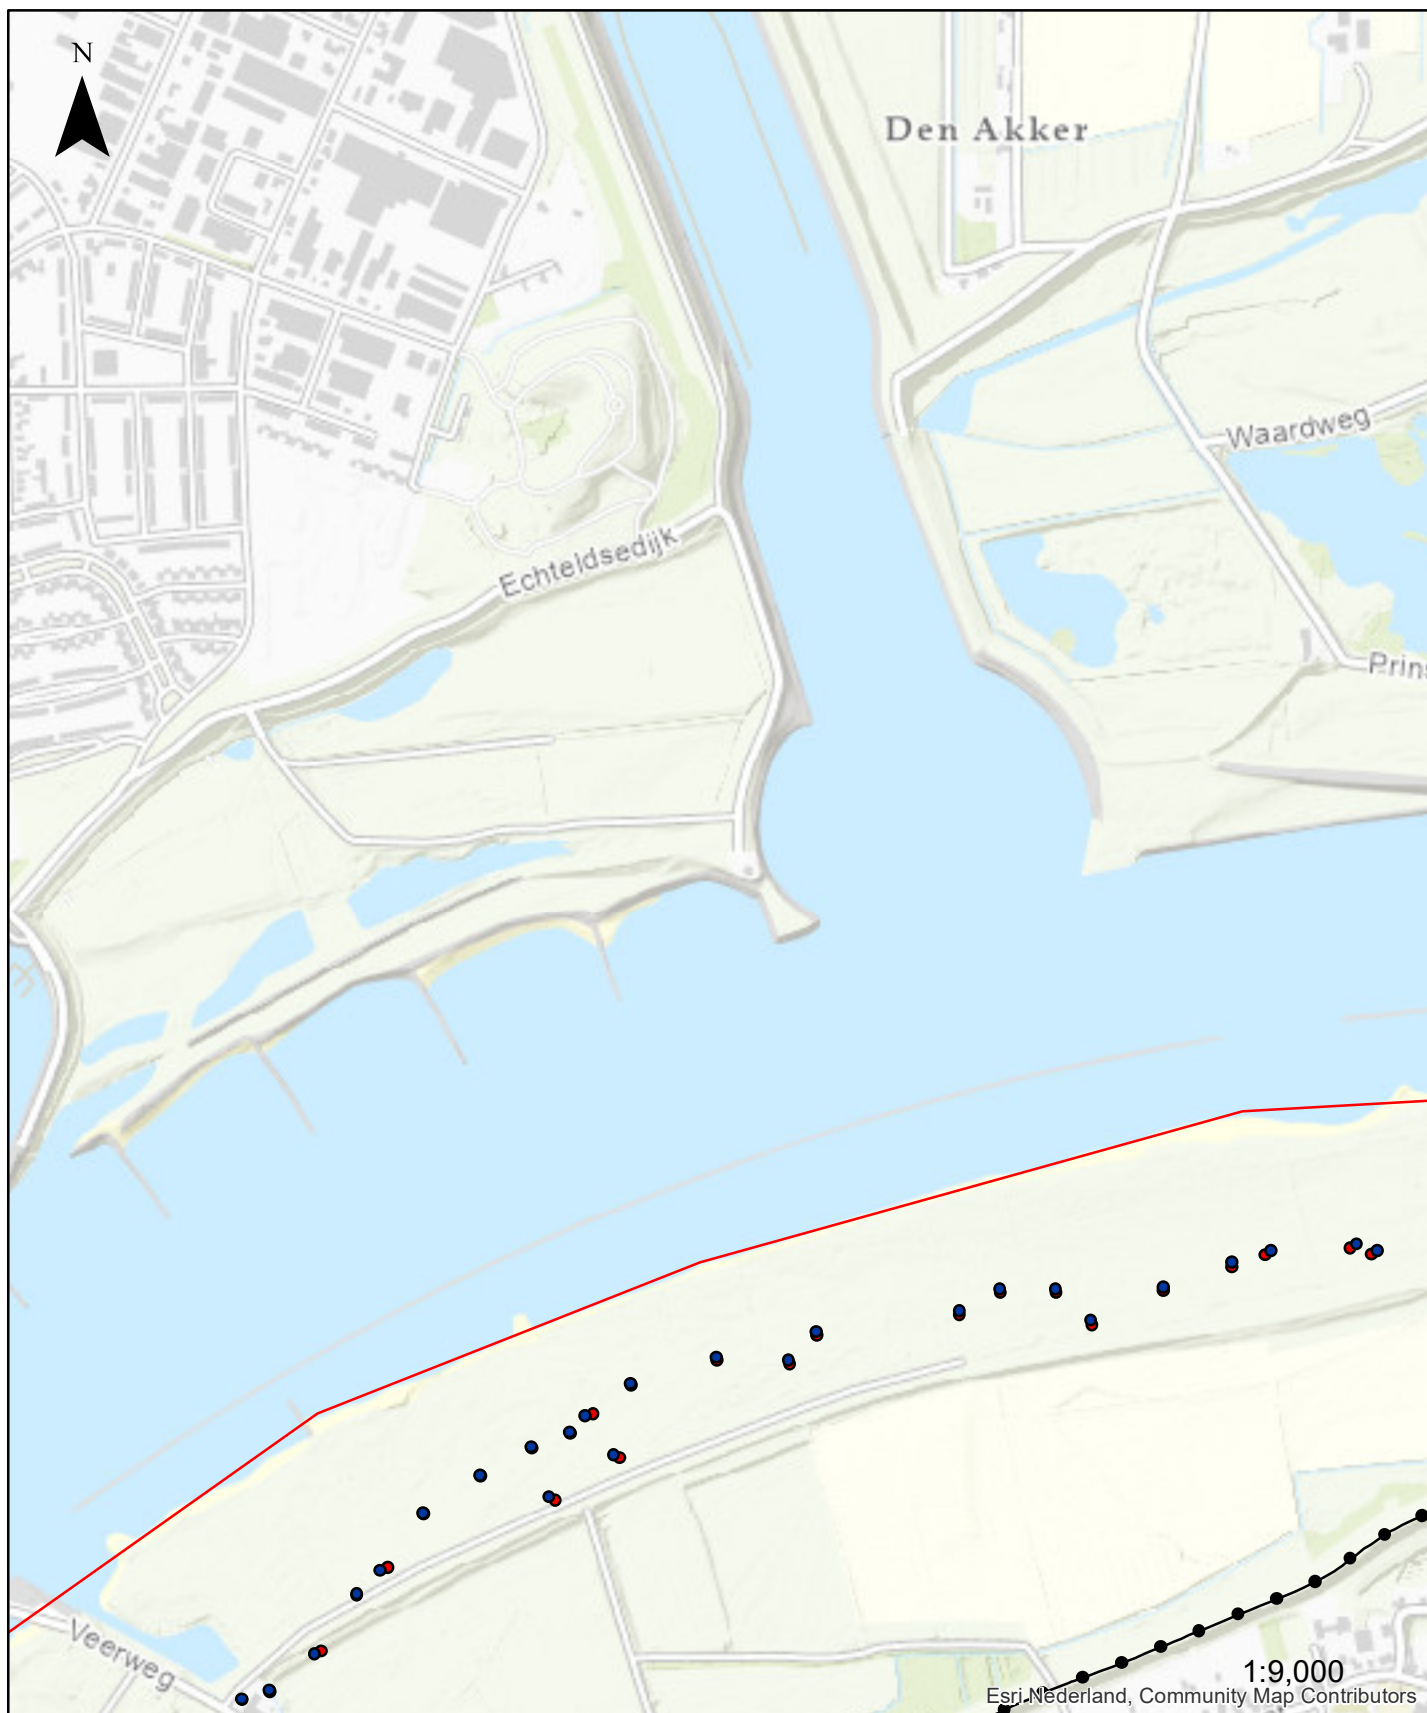 N
Den Akker
Waardweg
Echteldsedijk
Prins
Veerweg
1:9,000
Esri Nederland, Community Map Contributors